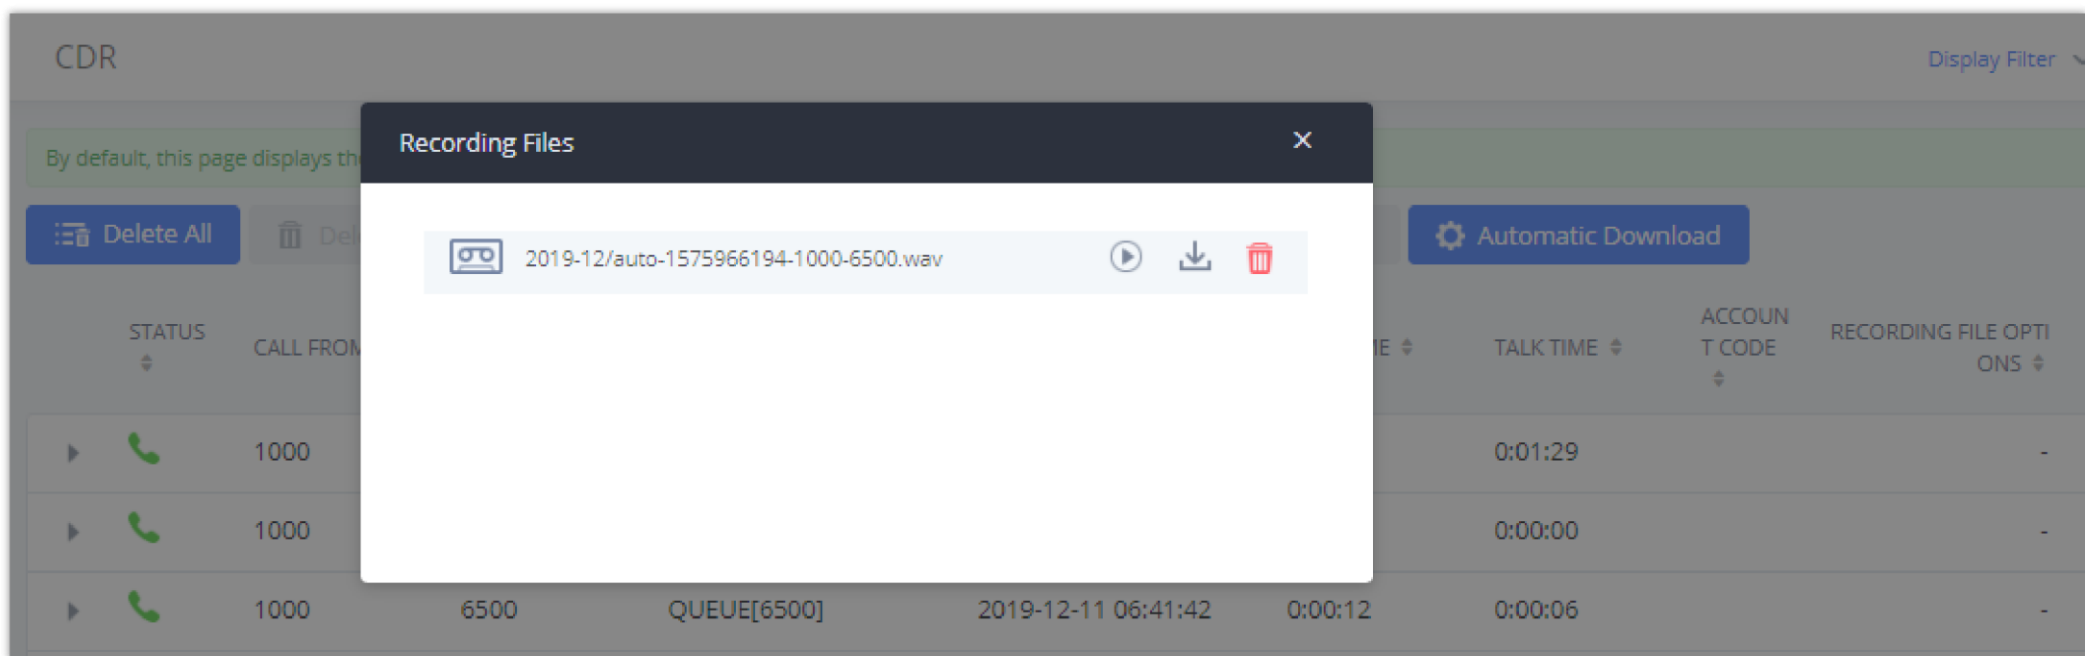 CDR
Display Filter
Recording Files
By default, this page displays
Delete All
Automatic Download
2019-12/auto-1575966194-1000-6500.wav
STATUS
CALL FROM
TALK TIME
ACCOUN
T CODE
RECORDING FILE OPTI
ONS
1000 0:01:29 -
1000 0:00:00 -
1000 6500 QUEUE[6500] 2019-12-11 06:41:42 0:00:12 0:00:06 -